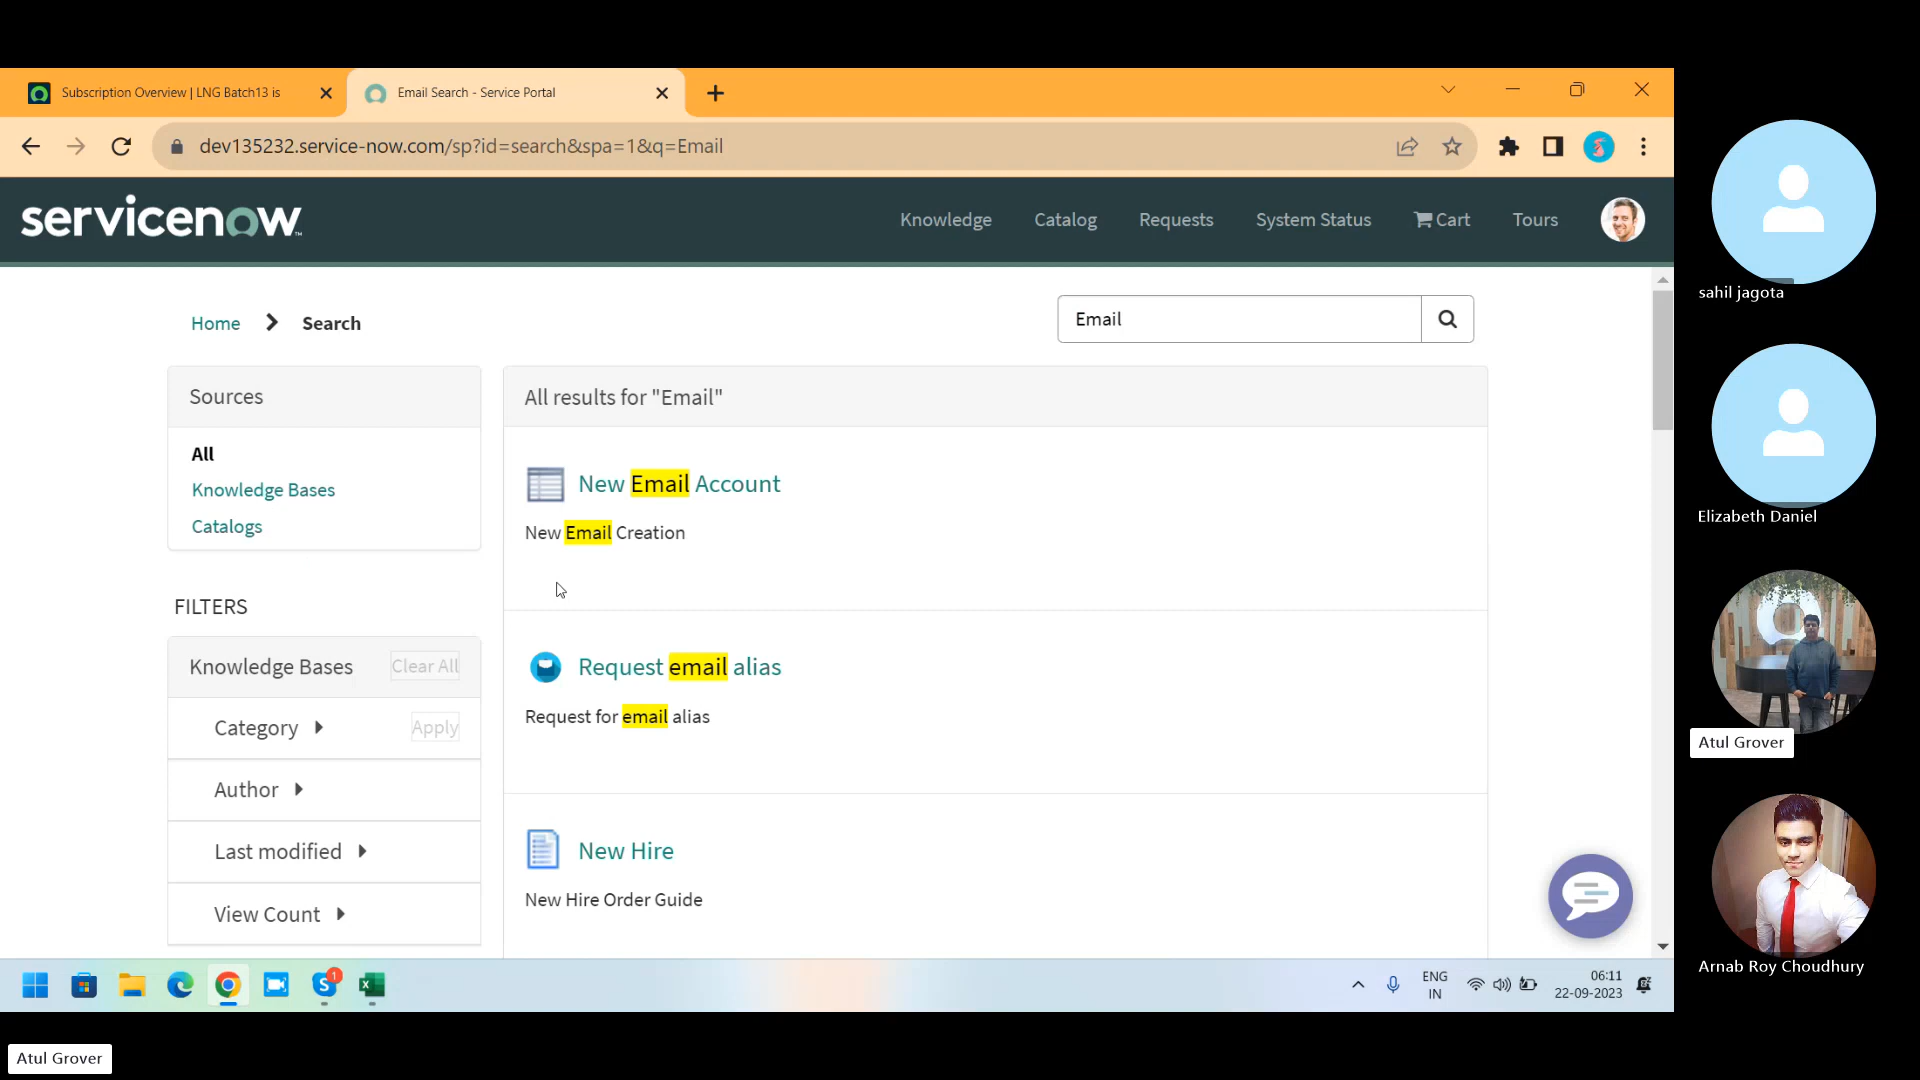 Subscription Overview | LNG Batch13 is
Email Search - Service Portal
dev135232.service-now.com/sp?id=search&spa=1&q=Email
servicenow
Knowledge
Catalog
Requests
System Status
Cart
Tours
Home
Search
Email
Sources
All
Knowledge Bases
Catalogs
FILTERS
Knowledge Bases
Clear All
Category
Apply
Author
Last modified
View Count
All results for "Email"
New Email Account
New Email Creation
Request email alias
Request for email alias
New Hire
New Hire Order Guide
1
ENG
IN
06:11
22-09-2023
sahil jagota
Elizabeth Daniel
Atul Grover
Arnab Roy Choudhury
Atul Grover